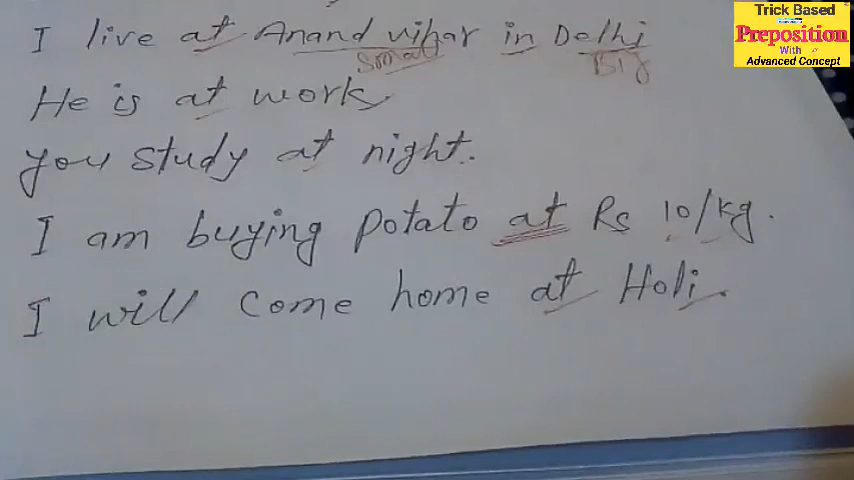 Trick Based
Preposition
With
Advanced Concept
I live at Anand vihar in Delhi
small
Big
He is at work
you study at night.
I am buying potato at Rs 10/kg.
I will come home at Holi.